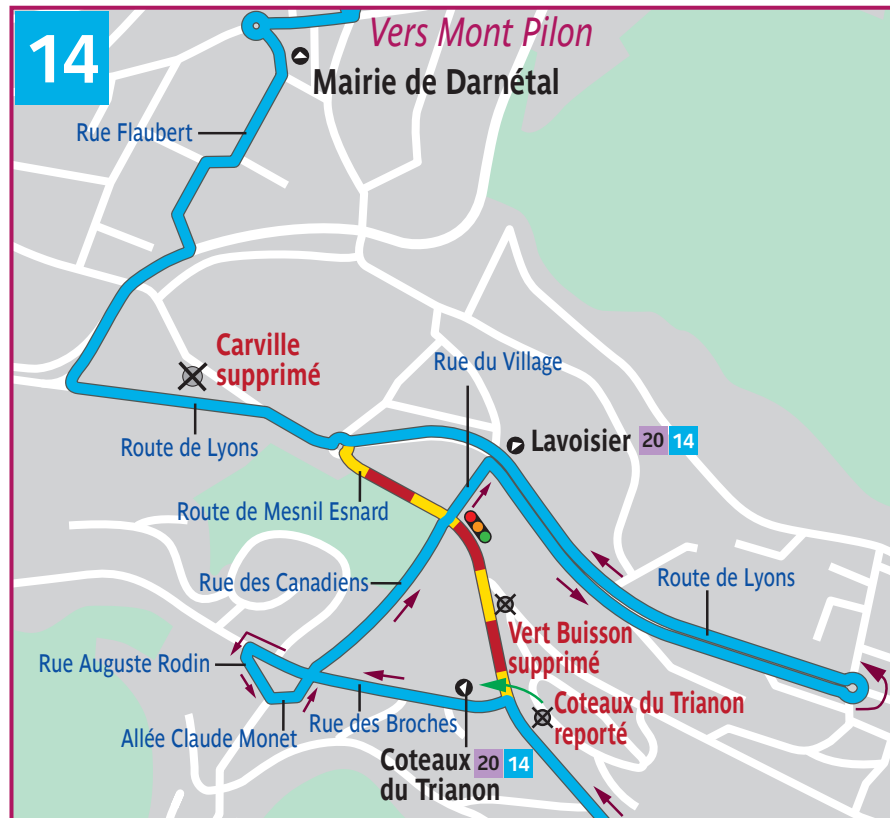 14
Vers Mont Pilon
Mairie de Darnétal
Rue Flaubert
Carville
supprimé
Rue du Village
Route de Lyons
Lavoisier 20 14
Route de Mesnil Esnard
Rue des Canadiens
Route de Lyons
Vert Buisson
supprimé
Rue Auguste Rodin
Coteaux du Trianon
reporté
Allée Claude Monet
Rue des Broches
Coteaux 20 14
du Trianon